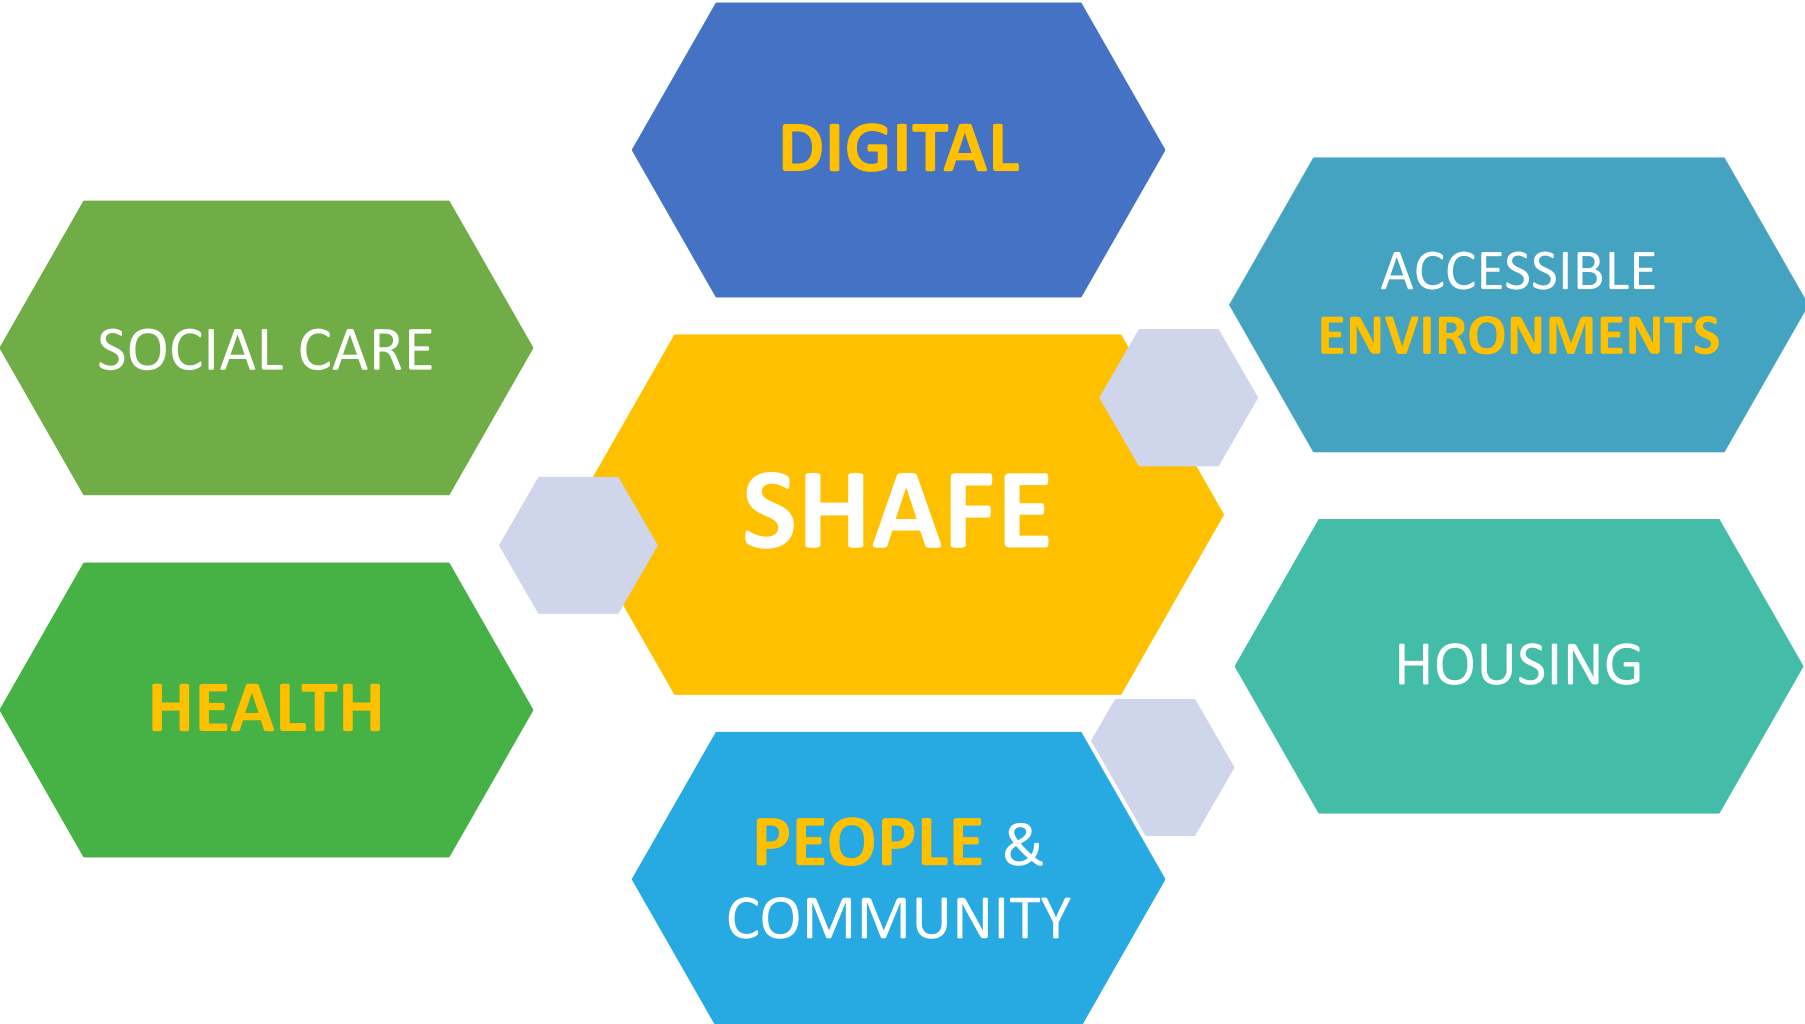 DIGITAL
ACCESSIBLE
ENVIRONMENTS
SOCIAL CARE
SHAFE
HOUSING
HEALTH
PEOPLE &
COMMUNITY